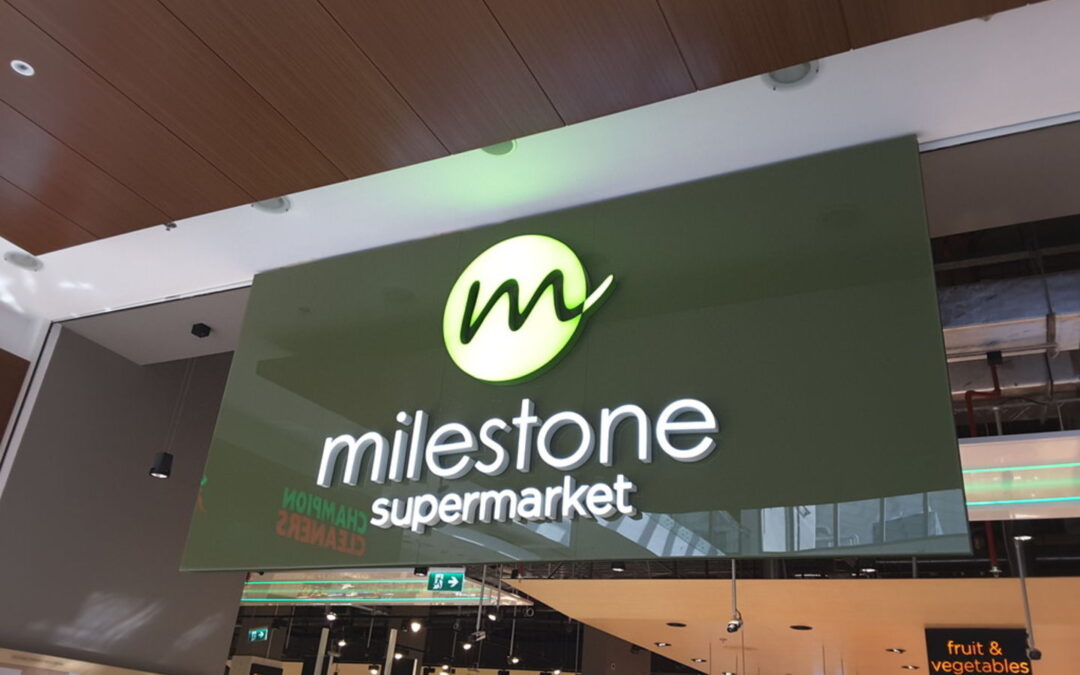 m
milestone
supermarket
CHAMPION
CLEANERS
fruit &
vegetables